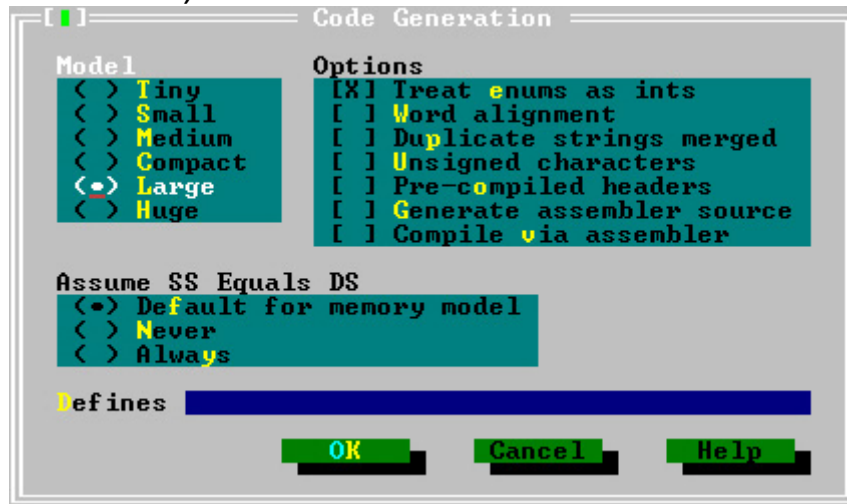 [■] Code Generation
Model
( ) Tiny
( ) Small
( ) Medium
( ) Compact
(•) Large
( ) Huge
Options
[X] Treat enums as ints
[ ] Word alignment
[ ] Duplicate strings merged
[ ] Unsigned characters
[ ] Pre-compiled headers
[ ] Generate assembler source
[ ] Compile via assembler
Assume SS Equals DS
(•) Default for memory model
( ) Never
( ) Always
Defines
OK Cancel Help